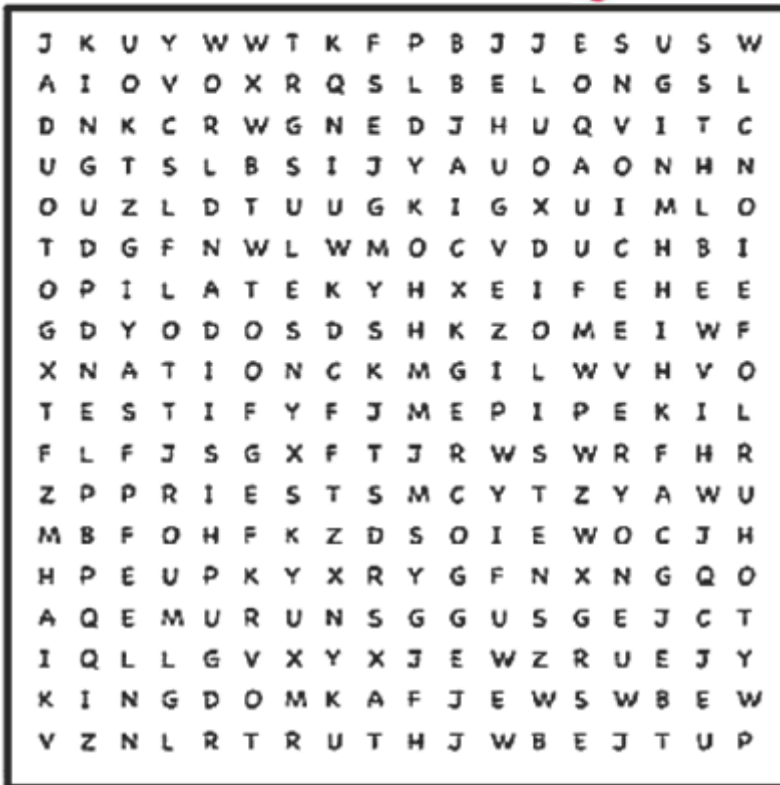 J K U Y W W T K F P B J J E S U S W
A I O V O X R Q S L B E L O N G S L
D N K C R W G N E D J H U Q V I T C
U G T S L B S I J Y A U O A O N H N
O U Z L D T U U G K I G X U I M L O
T D G F N W L W M O C V D U C H B I
O P I L A T E K Y H X E I F E H E E
G D Y O D O S D S H K Z O M E I W F
X N A T I O N C K M G I L W V H V O
T E S T I F Y F J M E P I P E K I L
F L F J S G X F T J R W S W R F H R
Z P P R I E S T S M C Y T Z Y A W U
M B F O H F K Z D S O I E W O C J H
H P E U P K Y X R Y G F N X N G Q O
A Q E M U R U N S G G U S G E J C T
I Q L L G V X Y X J E W Z R U E J Y
K I N G D O M K A F J E W S W B E W
V Z N L R T R U T H J W B E J T U P